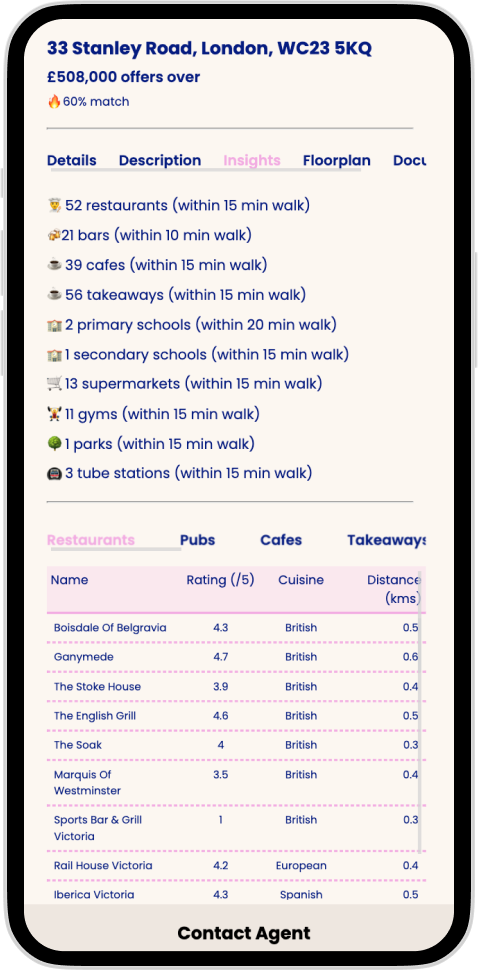 33 Stanley Road, London, WC23 5KQ
£508,000 offers over
60% match
Details Description Insights Floorplan Docu
52 restaurants (within 15 min walk)
21 bars (within 10 min walk)
39 cafes (within 15 min walk)
56 takeaways (within 15 min walk)
2 primary schools (within 20 min walk)
1 secondary schools (within 15 min walk)
13 supermarkets (within 15 min walk)
11 gyms (within 15 min walk)
1 parks (within 15 min walk)
3 tube stations (within 15 min walk)
Restaurants Pubs Cafes Takeaways
Name Rating (/5) Cuisine Distance
(kms)
Boisdale Of Belgravia 4.3 British 0.5
Ganymede 4.7 British 0.6
The Stoke House 3.9 British 0.4
The English Grill 4.6 British 0.5
The Soak 4 British 0.3
Marquis Of 3.5 British 0.4
Westminster
Sports Bar & Grill 1 British 0.3
Victoria
Rail House Victoria 4.2 European 0.4
Iberica Victoria 4.3 Spanish 0.5
Contact Agent